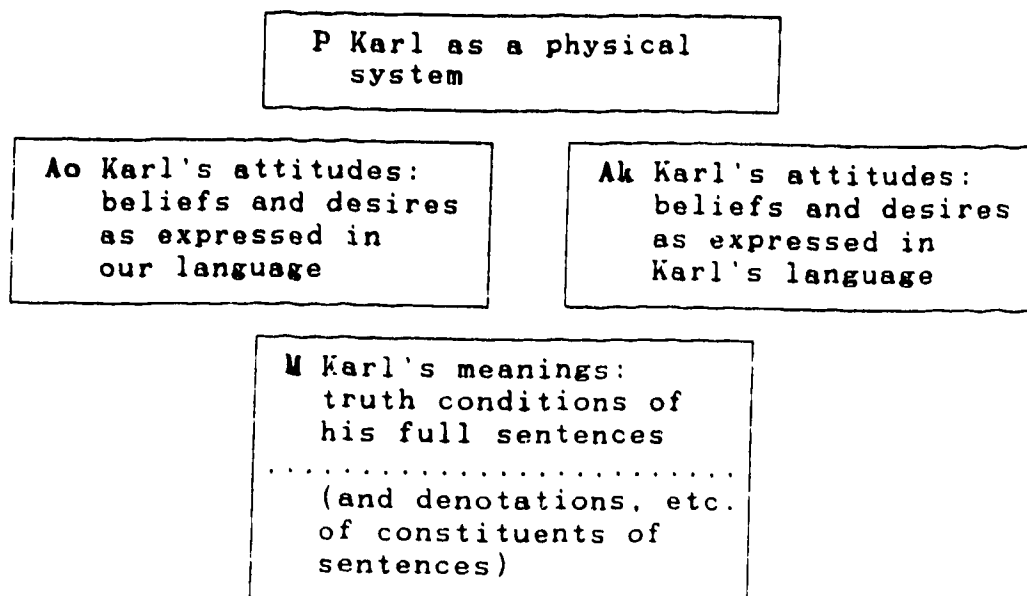 P Karl as a physical
system
Ao Karl's attitudes:
beliefs and desires
as expressed in
our language
Ak Karl's attitudes:
beliefs and desires
as expressed in
Karl's language
M Karl's meanings:
truth conditions of
his full sentences
. . . . . . . . . . . . . . . . . . . . . . . . .
(and denotations, etc.
of constituents of
sentences)